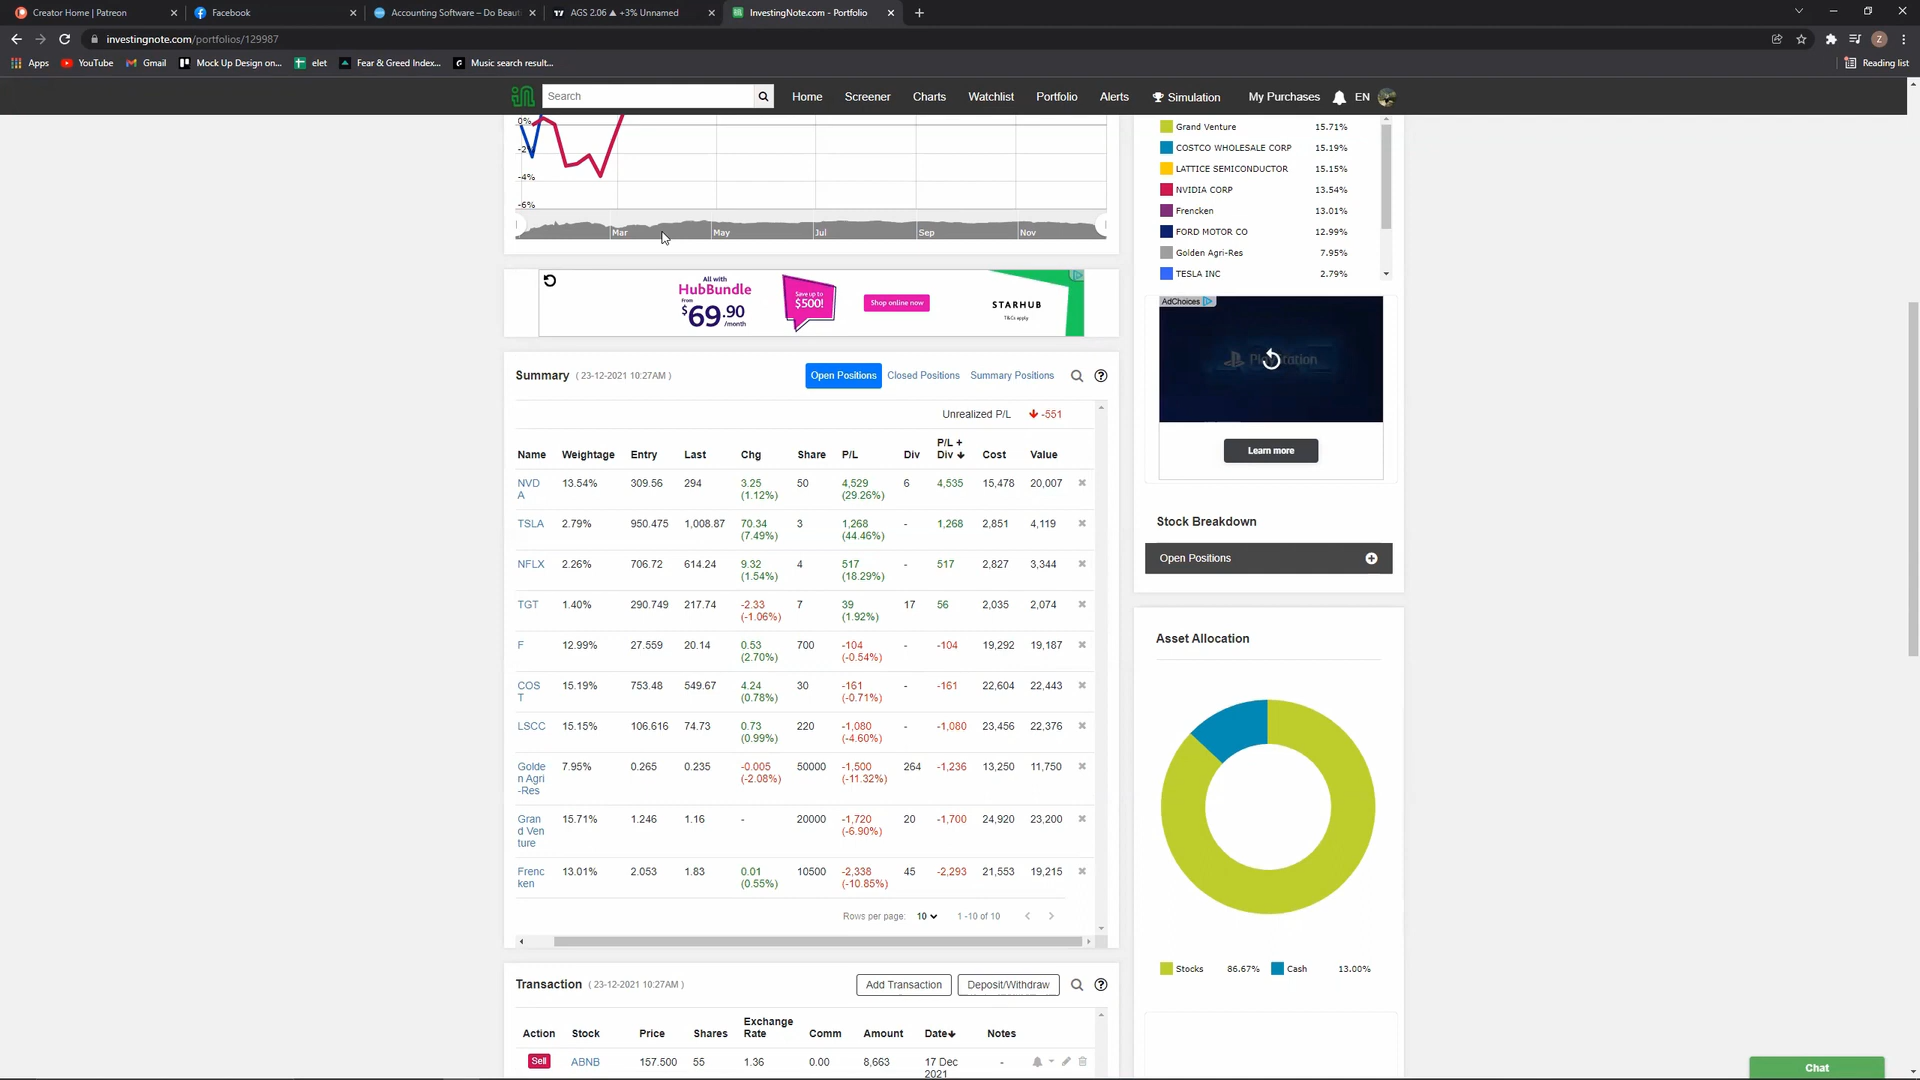 Creator Home | Patreon
Facebook
Accounting Software – Do Beaut
AGS 2.06 ▲ +3% Unnamed
InvestingNote.com - Portfolio
investingnote.com/portfolios/129987
Apps
YouTube
Gmail
Mock Up Design on...
elet
Fear & Greed Index...
Music search result...
Reading list
Search
Home
Screener
Charts
Watchlist
Portfolio
Alerts
Simulation
My Purchases
EN
0%
-4%
-6%
Mar
May
Jul
Sep
Nov
Grand Venture 15.71%
COSTCO WHOLESALE CORP 15.19%
LATTICE SEMICONDUCTOR 15.15%
NVIDIA CORP 13.54%
Frencken 13.01%
FORD MOTOR CO 12.99%
Golden Agri-Res 7.95%
TESLA INC 2.79%
All with
HubBundle
From
$69.90
/month
Save up to
$500!
Shop online now
STARHUB
T&Cs apply
AdChoices
PlayStation
Learn more
Summary ( 23-12-2021 10:27AM )
Open Positions
Closed Positions
Summary Positions
Unrealized P/L -551
Name Weightage Entry Last Chg Share P/L Div P/L + Div Cost Value
NVD
A 13.54% 309.56 294 3.25
(1.12%) 50 4,529
(29.26%) 6 4,535 15,478 20,007
TSLA 2.79% 950.475 1,008.87 70.34
(7.49%) 3 1,268
(44.46%) - 1,268 2,851 4,119
NFLX 2.26% 706.72 614.24 9.32
(1.54%) 4 517
(18.29%) - 517 2,827 3,344
TGT 1.40% 290.749 217.74 -2.33
(-1.06%) 7 39
(1.92%) 17 56 2,035 2,074
F 12.99% 27.559 20.14 0.53
(2.70%) 700 -104
(-0.54%) - -104 19,292 19,187
COS
T 15.19% 753.48 549.67 4.24
(0.78%) 30 -161
(-0.71%) - -161 22,604 22,443
LSCC 15.15% 106.616 74.73 0.73
(0.99%) 220 -1,080
(-4.60%) - -1,080 23,456 22,376
Golde
n Agri
-Res 7.95% 0.265 0.235 -0.005
(-2.08%) 50000 -1,500
(-11.32%) 264 -1,236 13,250 11,750
Gran
d Ven
ture 15.71% 1.246 1.16 - 20000 -1,720
(-6.90%) 20 -1,700 24,920 23,200
Frenc
ken 13.01% 2.053 1.83 0.01
(0.55%) 10500 -2,338
(-10.85%) 45 -2,293 21,553 19,215
Rows per page: 10 1 -10 of 10
Stock Breakdown
Open Positions
Asset Allocation
Stocks 86.67% Cash 13.00%
Transaction ( 23-12-2021 10:27AM )
Add Transaction
Deposit/Withdraw
Action Stock Price Shares Exchange Rate Comm Amount Date Notes
Sell ABNB 157.500 55 1.36 0.00 8,663 17 Dec
2021 -
Chat